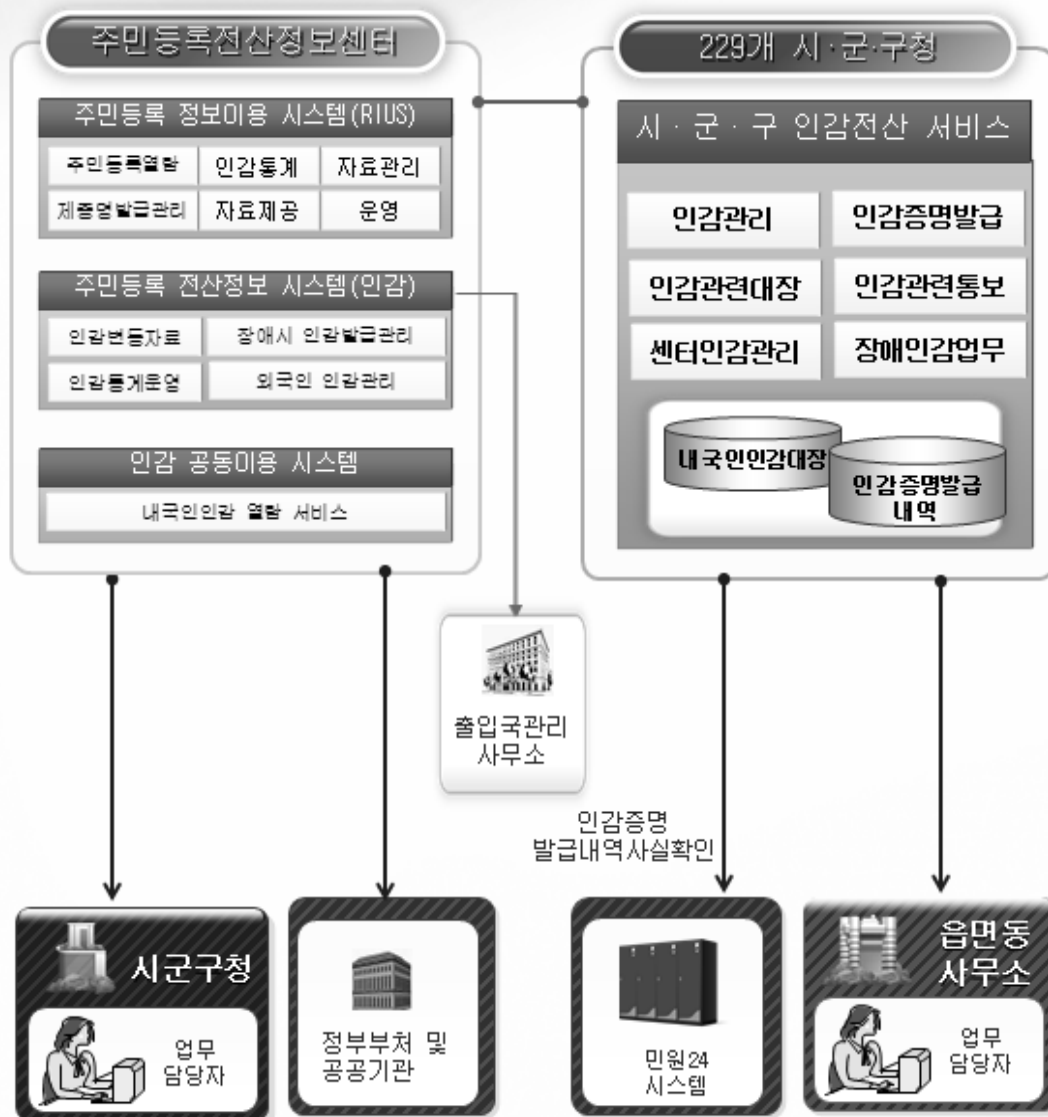 주민등록전산정보센터
주민등록 정보이용 시스템(RIUS)
주민등록열람 인감통계 자료관리
제증명발급관리 자료제공 운영
주민등록 전산정보 시스템(인감)
인감변동자료 장애시 인감발급관리
인감통계운영 외국인 인감관리
인감 공동이용 시스템
내국인인감 열람 서비스
229개 시·군·구청
시·군·구 인감전산 서비스
인감관리 인감증명발급
인감관련대장 인감관련통보
센터인감관리 장애인감업무
내국인인감대장
인감증명발급
내역
출입국관리
사무소
인감증명
발급내역사실확인
시군구청
업무
담당자
정부부처 및
공공기관
민원24
시스템
읍면동
사무소
업무
담당자